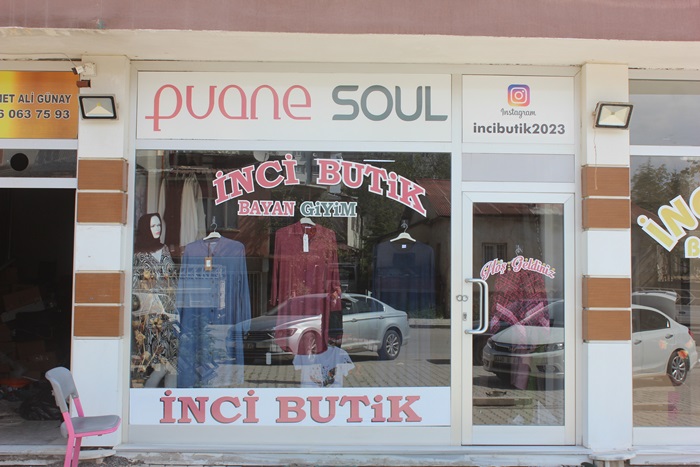 MET ALİ GÜNAY
6 063 75 93
PUANE SOUL
Instagram
incibutik2023
İNCİ BUTİK
BAYAN GİYİM
Hoş Geldiniz
İNCİ BUTİK